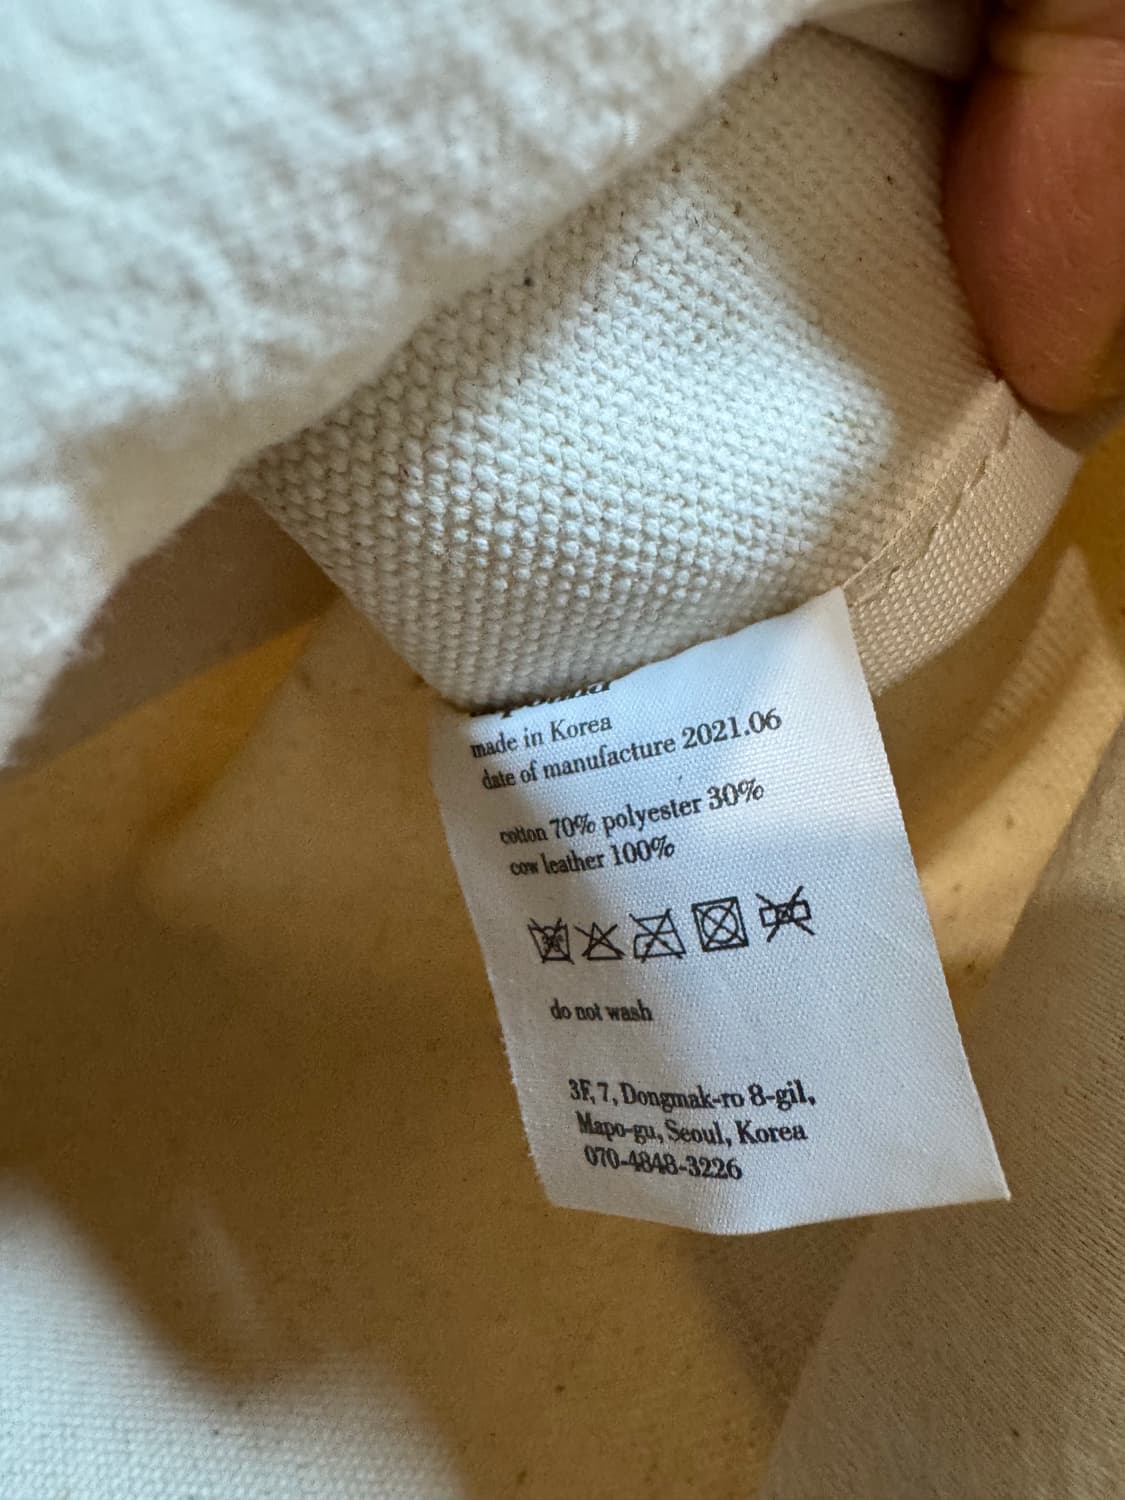 made in Korea
date of manufacture 2021.06
cotton 70% polyester 30%
cow leather 100%
do not wash
3F, 7, Dongmak-ro 8-gil,
Mapo-gu, Seoul, Korea
070-4848-3226